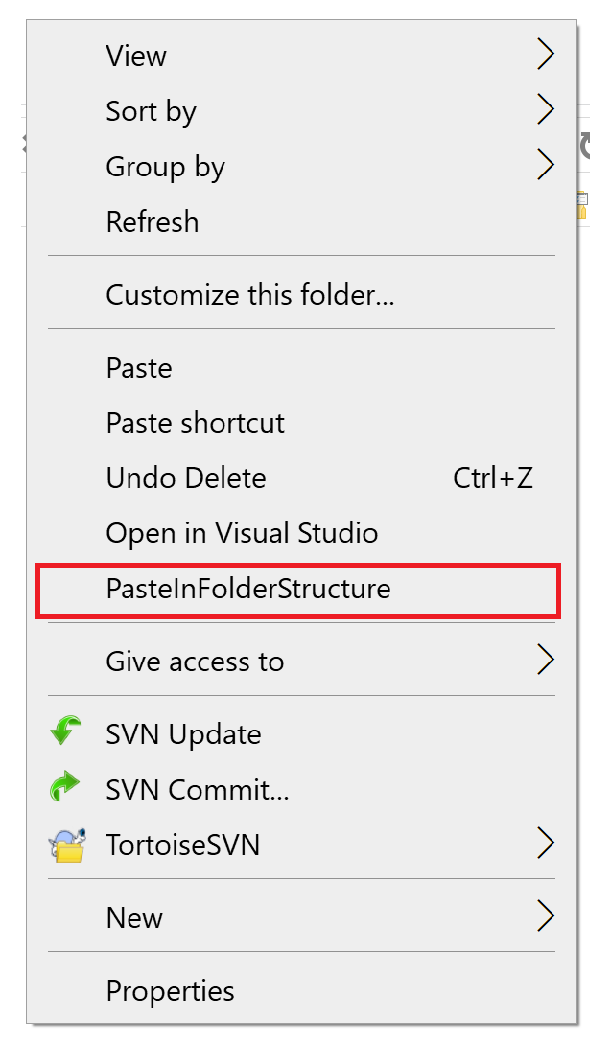 View
Sort by
Group by
Refresh
Customize this folder...
Paste
Paste shortcut
Undo Delete Ctrl+Z
Open in Visual Studio
PasteInFolderStructure
Give access to
SVN Update
SVN Commit...
TortoiseSVN
New
Properties